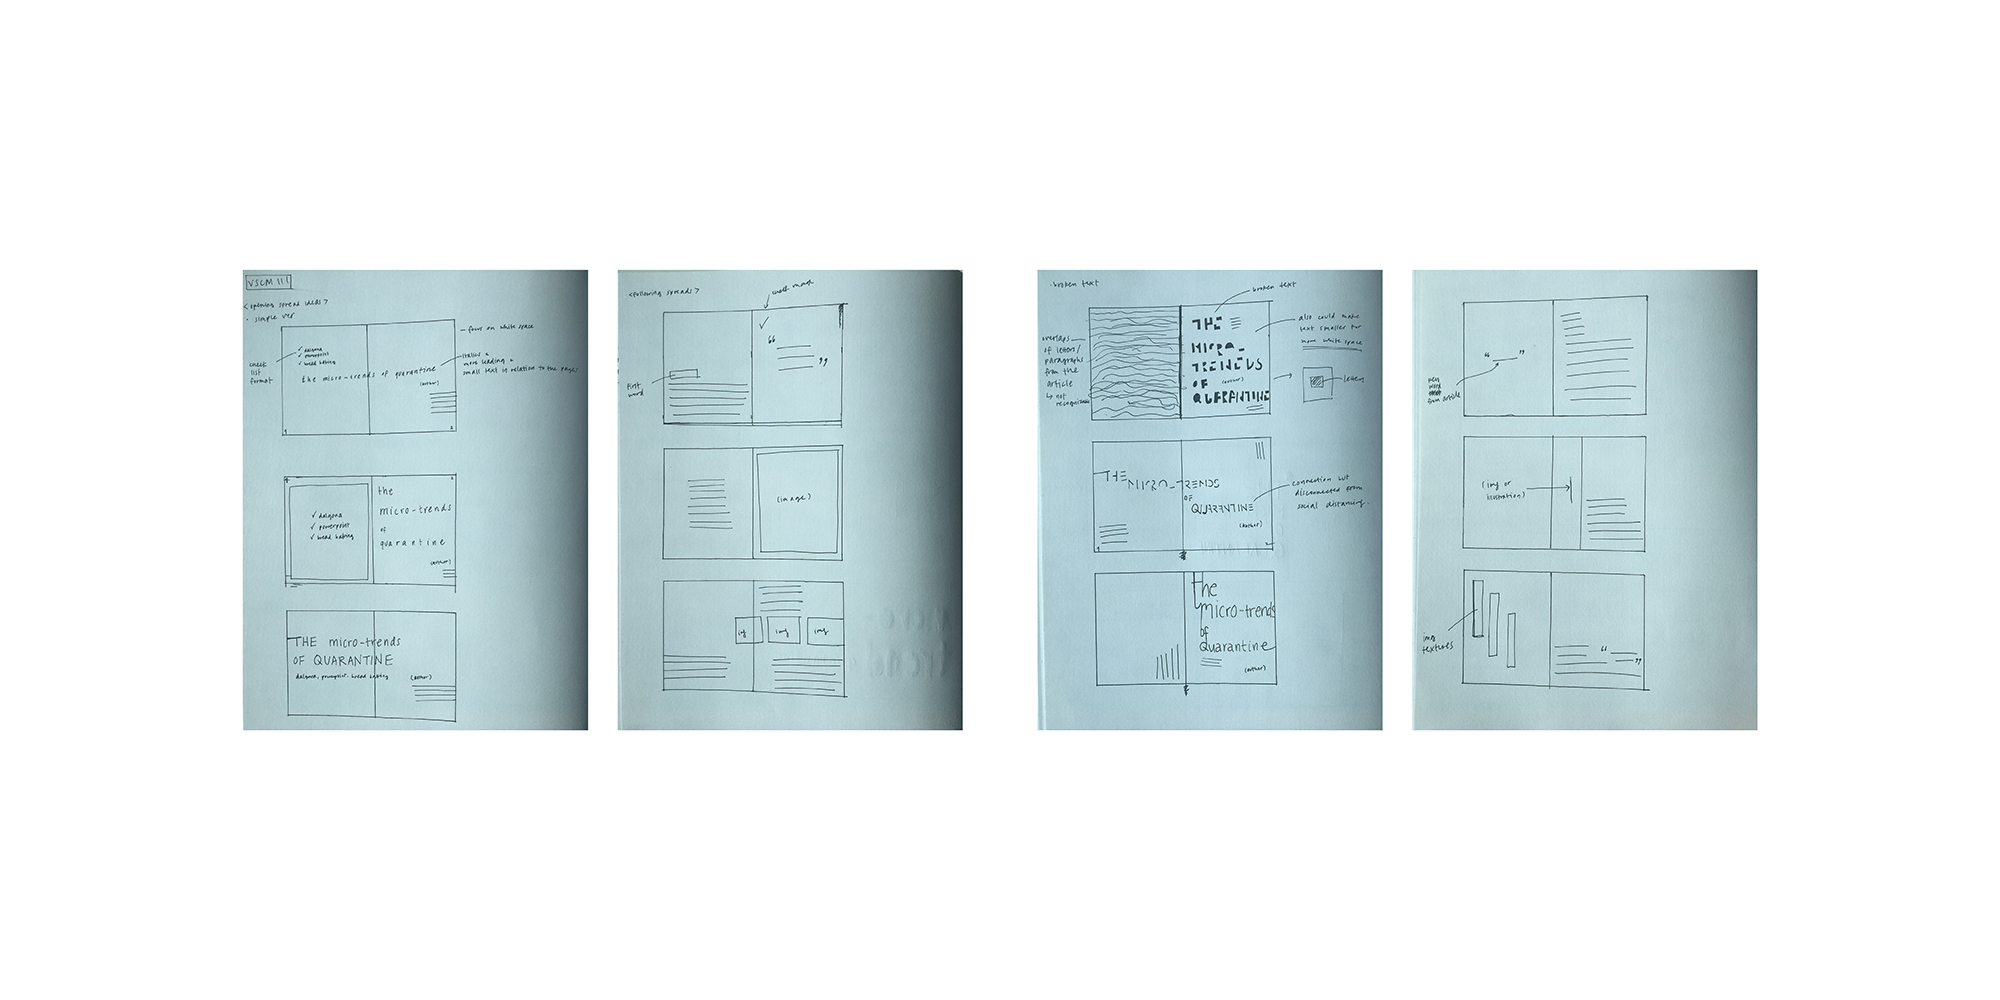 VSCM 111
<opening spread ideas>
· simple ver
check
list
format
✓ dalgona
✓ powerpoint
✓ bread baking
the micro-trends of quarantine
(author)
– focus on white space
italics &
more leading &
small text in relation to the pages
1
2
✓ dalgona
✓ powerpoint
✓ bread baking
the
micro-trends
of
quarantine
(author)
THE micro-trends
OF QUARANTINE
dalgona, powerpoint, bread baking
(author)
<following spreads>
first
word
✓
“
”
(image)
img
img
img
· broken text
broken text
overlaps
of letters/
paragraphs
from the
article
↳ not
recognizable
THE
MICRO-
TRENDS
OF
(author)
QUARANTINE
also could make
text smaller for
more white space
letters
THE
MICRO-TRENDS
OF
QUARANTINE
(author)
1
2
connection but
disconnected from
social distancing.
the
micro-trends
of
quarantine
(author)
“ ”
word
from article
(img or
illustration)
img
textures
“
”